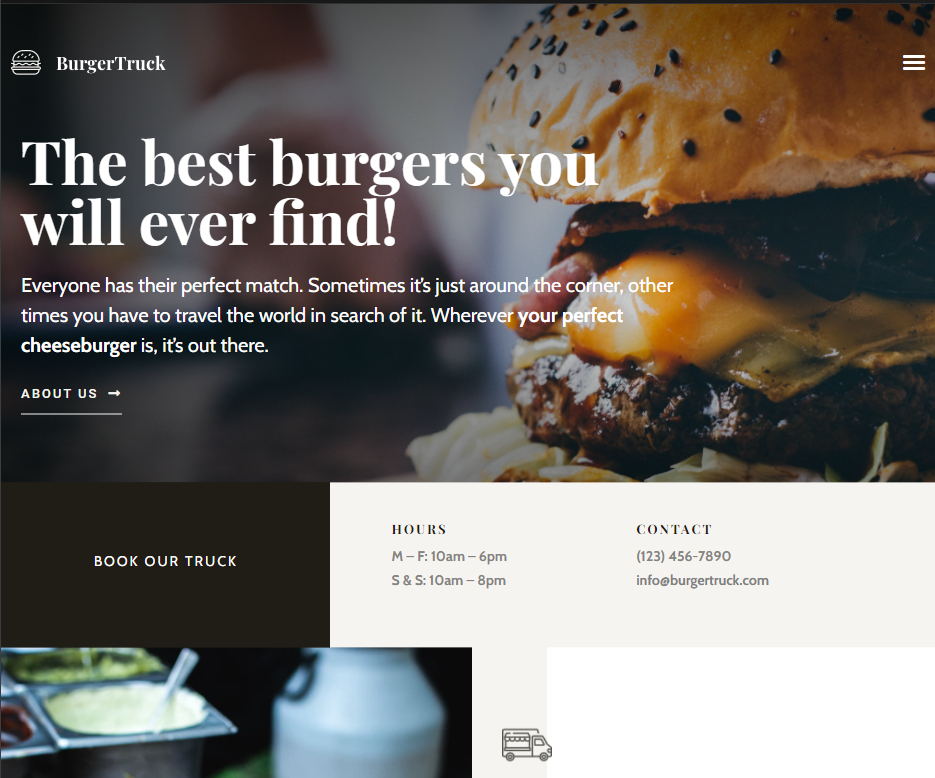 BurgerTruck
The best burgers you
will ever find!
Everyone has their perfect match. Sometimes it's just around the corner, other
times you have to travel the world in search of it. Wherever your perfect
cheeseburger is, it's out there.
ABOUT US
BOOK OUR TRUCK
HOURS
M – F: 10am – 6pm
S & S: 10am – 8pm
CONTACT
(123) 456-7890
info@burgertruck.com